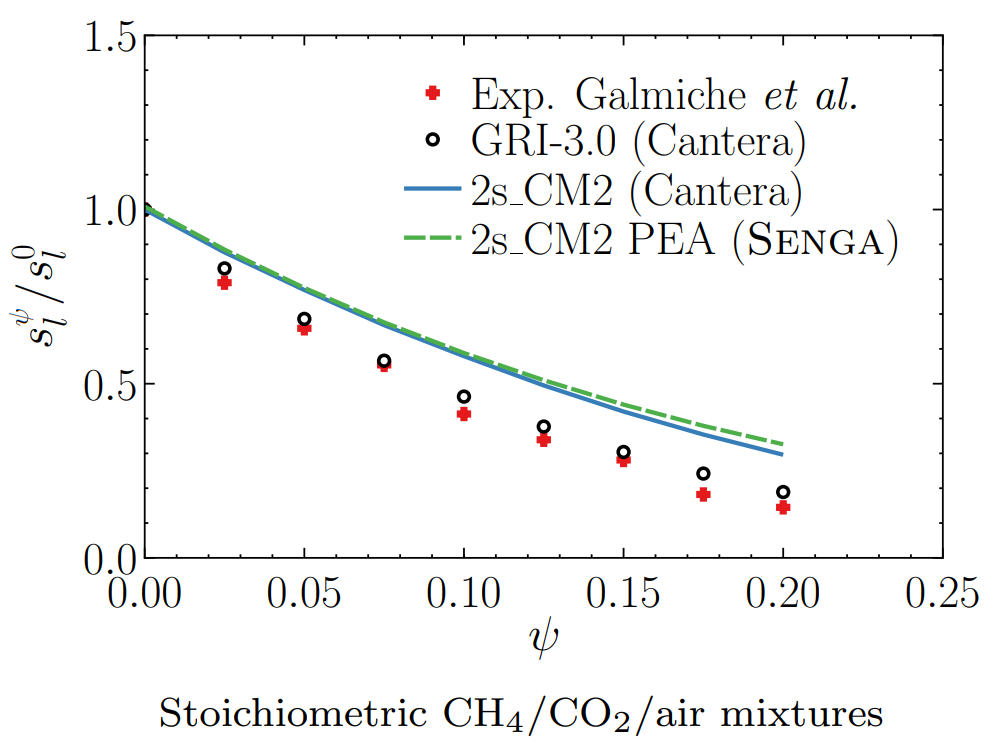 1.5
Exp. Galmiche et al.
GRI-3.0 (Cantera)
2s_CM2 (Cantera)
2s_CM2 PEA (SENGA)
1.0
0.5
0.0
s_l^ψ / s_l^0
0.00 0.05 0.10 0.15 0.20 0.25
ψ
Stoichiometric CH₄/CO₂/air mixtures